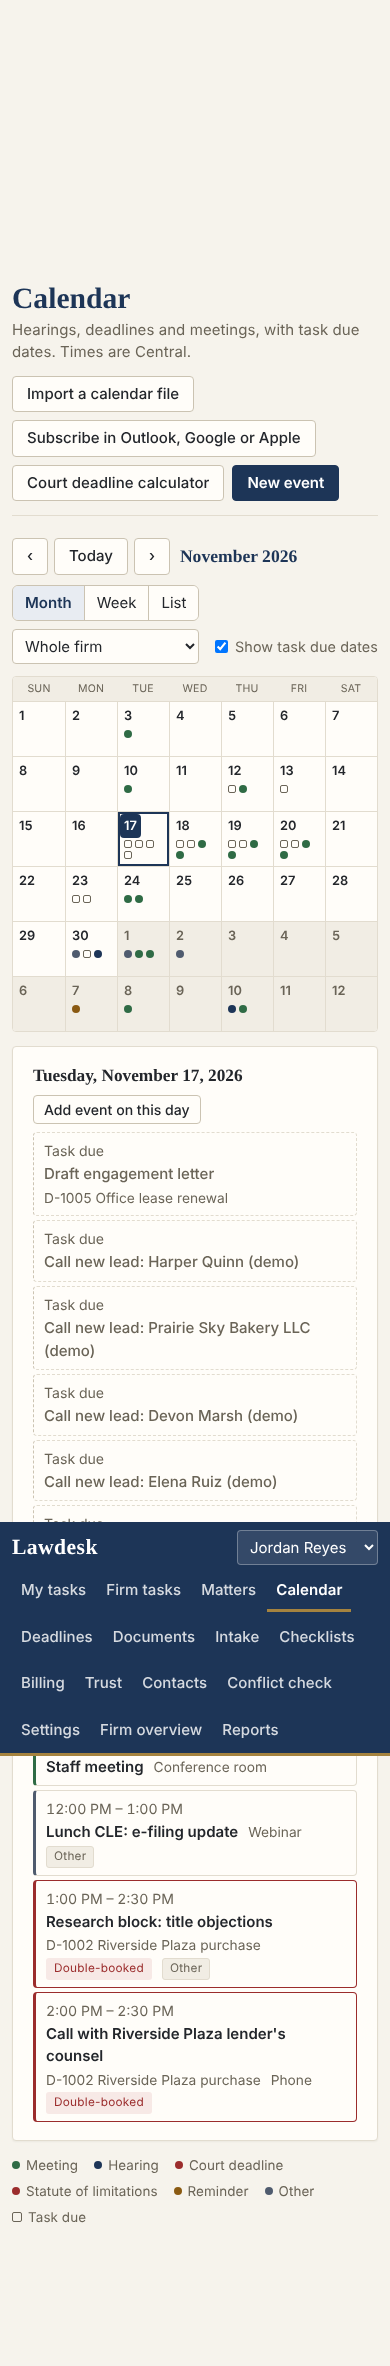 Calendar
Hearings, deadlines and meetings, with task due
dates. Times are Central.
Import a calendar file
Subscribe in Outlook, Google or Apple
Court deadline calculator New event
‹ Today › November 2026
Month Week List
Whole firm Show task due dates
SUN MON TUE WED THU FRI SAT
1 2 3 4 5 6 7
8 9 10 11 12 13 14
15 16 17 18 19 20 21
22 23 24 25 26 27 28
29 30 1 2 3 4 5
6 7 8 9 10 11 12
Tuesday, November 17, 2026
Add event on this day
Task due
Draft engagement letter
D-1005 Office lease renewal
Task due
Call new lead: Harper Quinn (demo)
Task due
Call new lead: Prairie Sky Bakery LLC
(demo)
Task due
Call new lead: Devon Marsh (demo)
Task due
Call new lead: Elena Ruiz (demo)
Lawdesk Jordan Reyes
My tasks Firm tasks Matters Calendar
Deadlines Documents Intake Checklists
Billing Trust Contacts Conflict check
Settings Firm overview Reports
Staff meeting Conference room
12:00 PM – 1:00 PM
Lunch CLE: e-filing update Webinar
Other
1:00 PM – 2:30 PM
Research block: title objections
D-1002 Riverside Plaza purchase
Double-booked Other
2:00 PM – 2:30 PM
Call with Riverside Plaza lender's
counsel
D-1002 Riverside Plaza purchase Phone
Double-booked
Meeting Hearing Court deadline
Statute of limitations Reminder Other
Task due